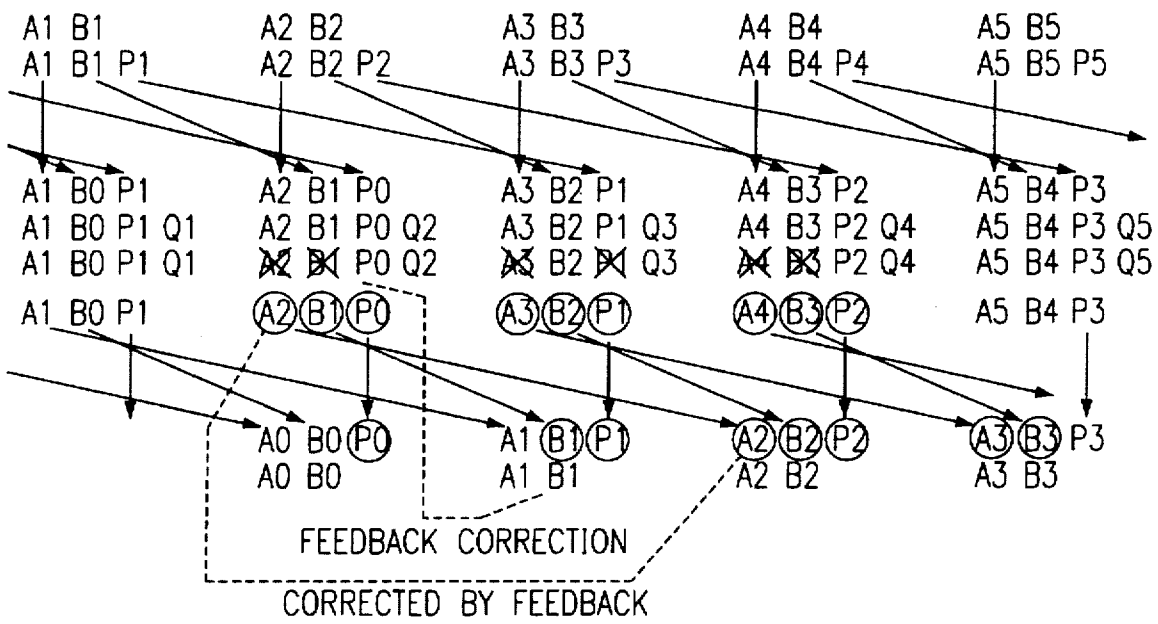 A1 B1 A2 B2 A3 B3 A4 B4 A5 B5
A1 B1 P1 A2 B2 P2 A3 B3 P3 A4 B4 P4 A5 B5 P5
A1 B0 P1 A2 B1 P0 A3 B2 P1 A4 B3 P2 A5 B4 P3
A1 B0 P1 Q1 A2 B1 P0 Q2 A3 B2 P1 Q3 A4 B3 P2 Q4 A5 B4 P3 Q5
A1 B0 P1 Q1 A2 B1 P0 Q2 A3 B2 P1 Q3 A4 B3 P2 Q4 A5 B4 P3 Q5
A1 B0 P1 A2 B1 P0 A3 B2 P1 A4 B3 P2 A5 B4 P3
A0 B0 P0 A1 B1 P1 A2 B2 P2 A3 B3 P3
A0 B0 A1 B1 A2 B2 A3 B3
FEEDBACK CORRECTION
CORRECTED BY FEEDBACK